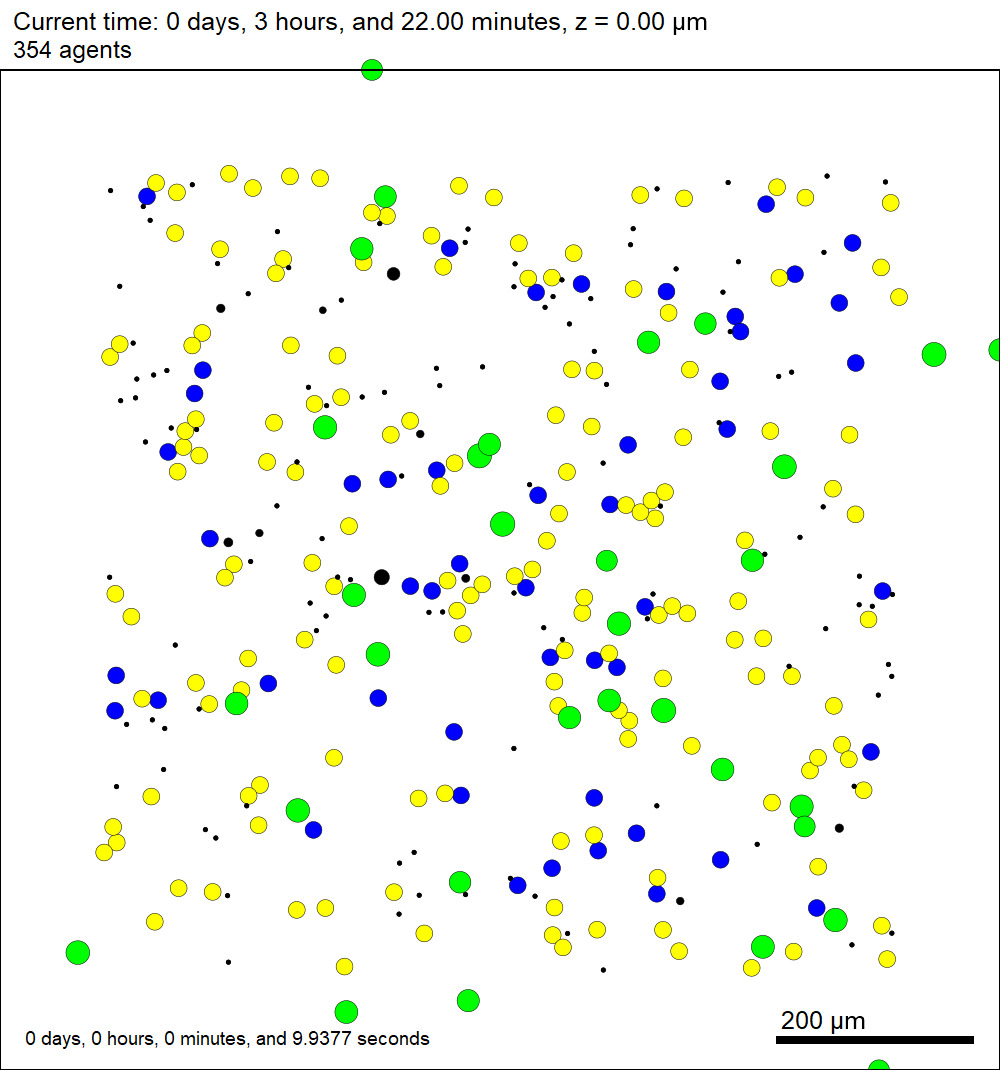 Current time: 0 days, 3 hours, and 22.00 minutes, z = 0.00 µm
354 agents
200 µm
0 days, 0 hours, 0 minutes, and 9.9377 seconds